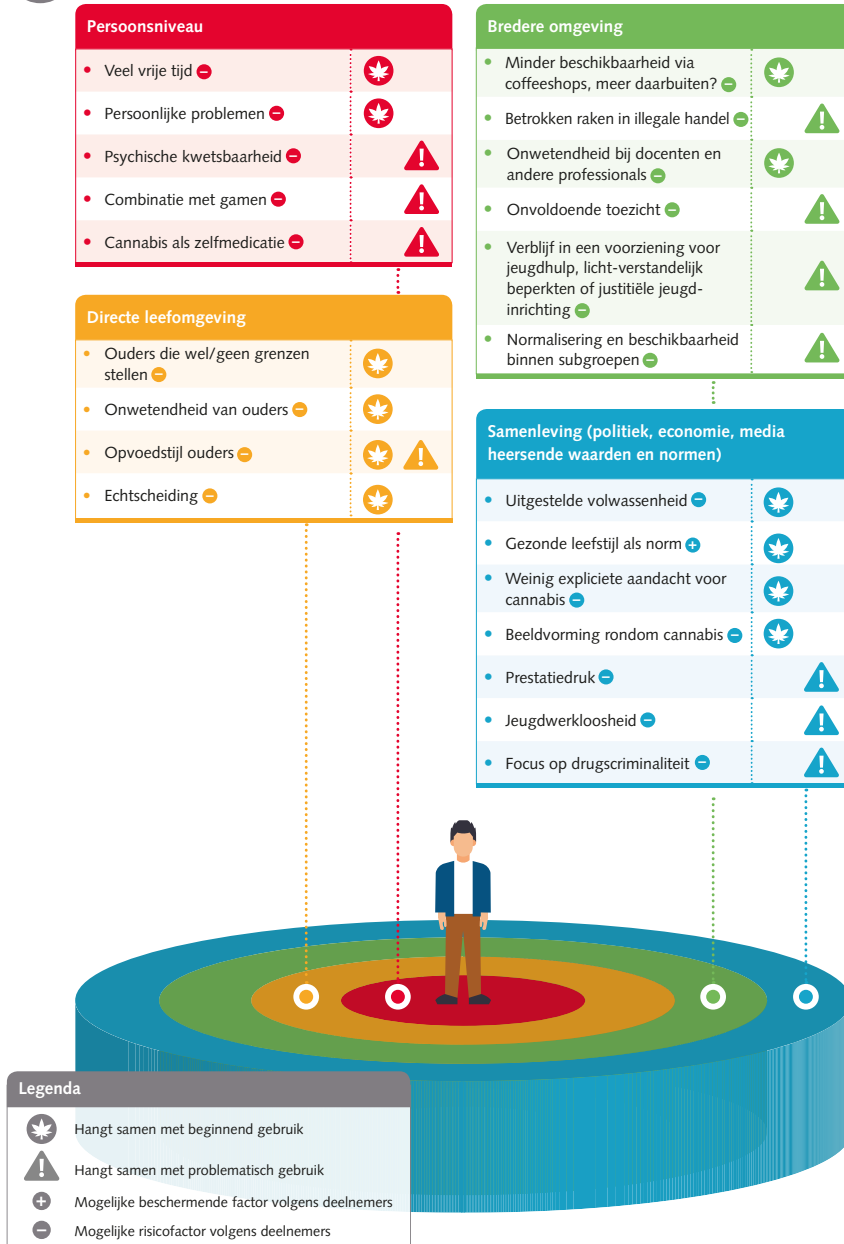 Persoonsniveau
• Veel vrije tijd
• Persoonlijke problemen
• Psychische kwetsbaarheid
• Combinatie met gamen
• Cannabis als zelfmedicatie
Directe leefomgeving
• Ouders die wel/geen grenzen
stellen
• Onwetendheid van ouders
• Opvoedstijl ouders
• Echtscheiding
Bredere omgeving
• Minder beschikbaarheid via
coffeeshops, meer daarbuiten?
• Betrokken raken in illegale handel
• Onwetendheid bij docenten en
andere professionals
• Onvoldoende toezicht
• Verblijf in een voorziening voor
jeugdhulp, licht-verstandelijk
beperkten of justitiële jeugd-
inrichting
• Normalisering en beschikbaarheid
binnen subgroepen
Samenleving (politiek, economie, media
heersende waarden en normen)
• Uitgestelde volwassenheid
• Gezonde leefstijl als norm
• Weinig expliciete aandacht voor
cannabis
• Beeldvorming rondom cannabis
• Prestatiedruk
• Jeugdwerkloosheid
• Focus op drugscriminaliteit
Legenda
Hangt samen met beginnend gebruik
Hangt samen met problematisch gebruik
Mogelijke beschermende factor volgens deelnemers
Mogelijke risicofactor volgens deelnemers